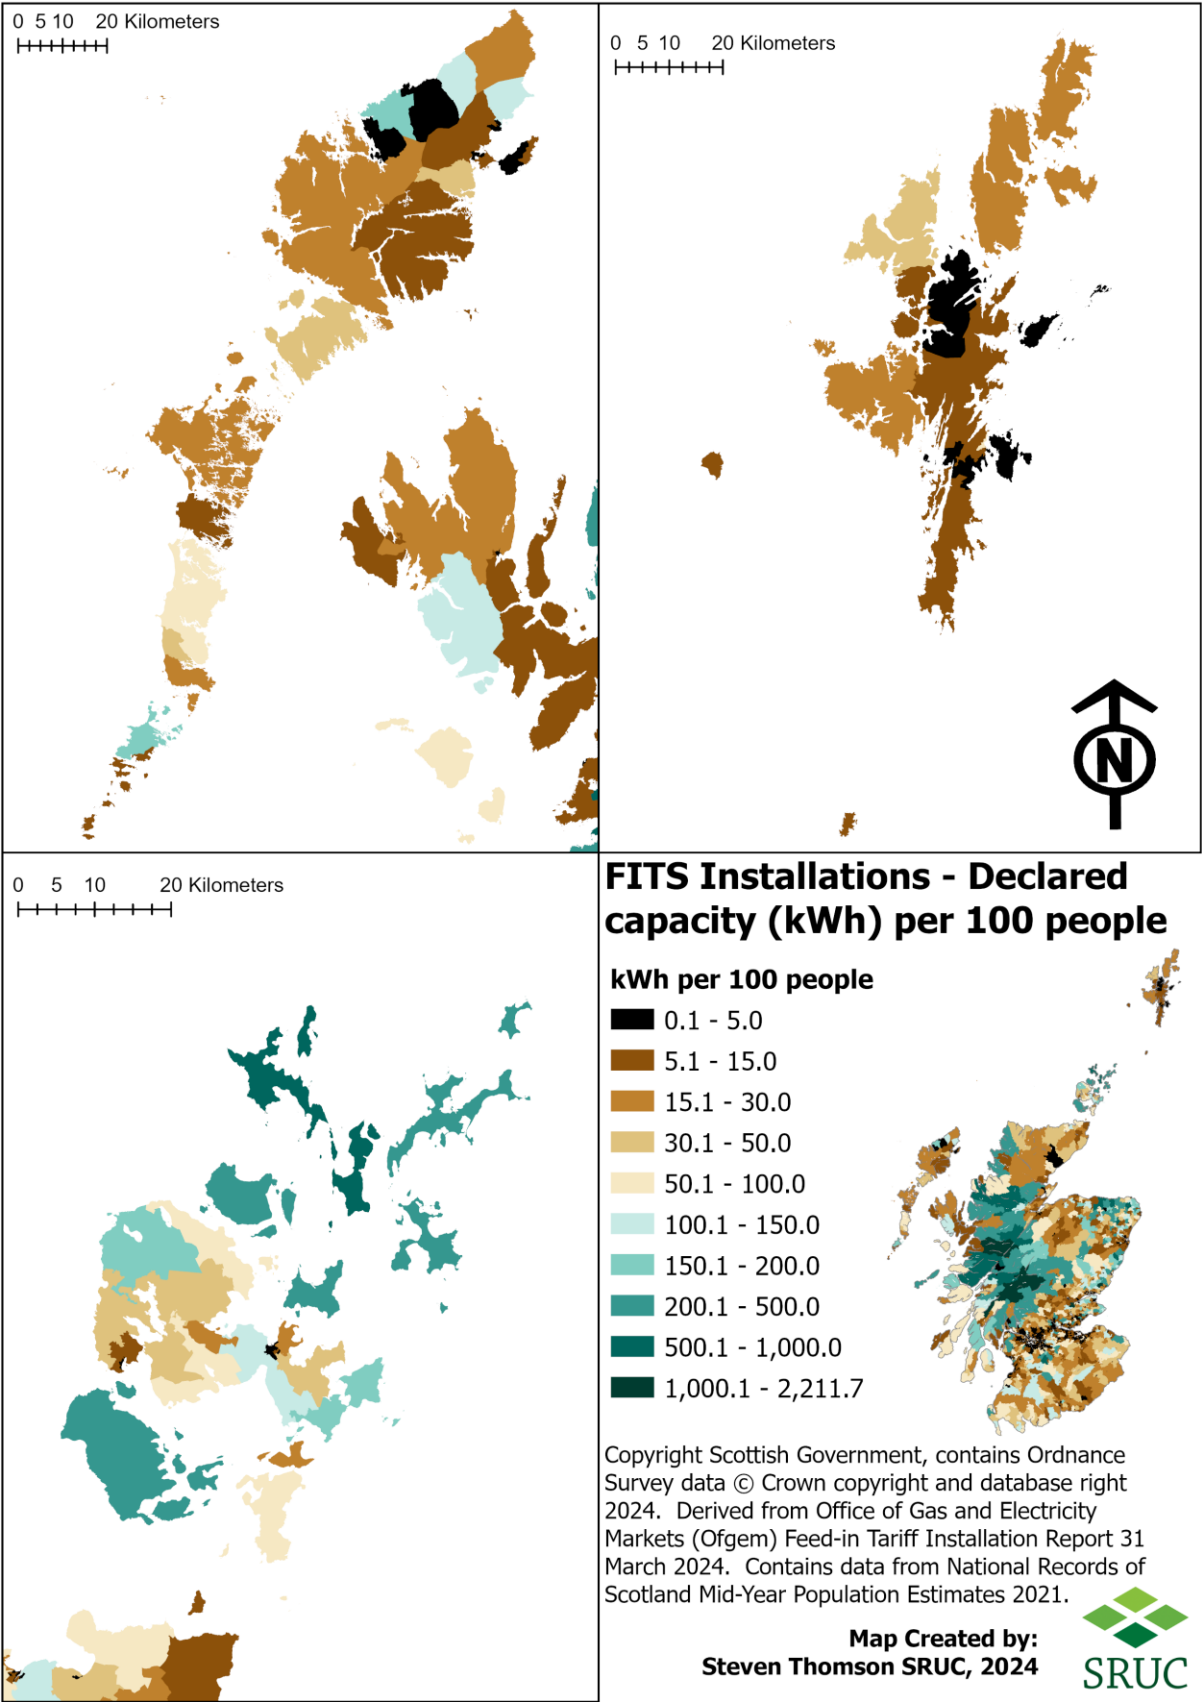 0 5 10 20 Kilometers
0 5 10 20 Kilometers
N
0 5 10 20 Kilometers
FITS Installations - Declared
capacity (kWh) per 100 people
kWh per 100 people
0.1 - 5.0
5.1 - 15.0
15.1 - 30.0
30.1 - 50.0
50.1 - 100.0
100.1 - 150.0
150.1 - 200.0
200.1 - 500.0
500.1 - 1,000.0
1,000.1 - 2,211.7
Copyright Scottish Government, contains Ordnance
Survey data © Crown copyright and database right
2024. Derived from Office of Gas and Electricity
Markets (Ofgem) Feed-in Tariff Installation Report 31
March 2024. Contains data from National Records of
Scotland Mid-Year Population Estimates 2021.
Map Created by:
Steven Thomson SRUC, 2024
SRUC